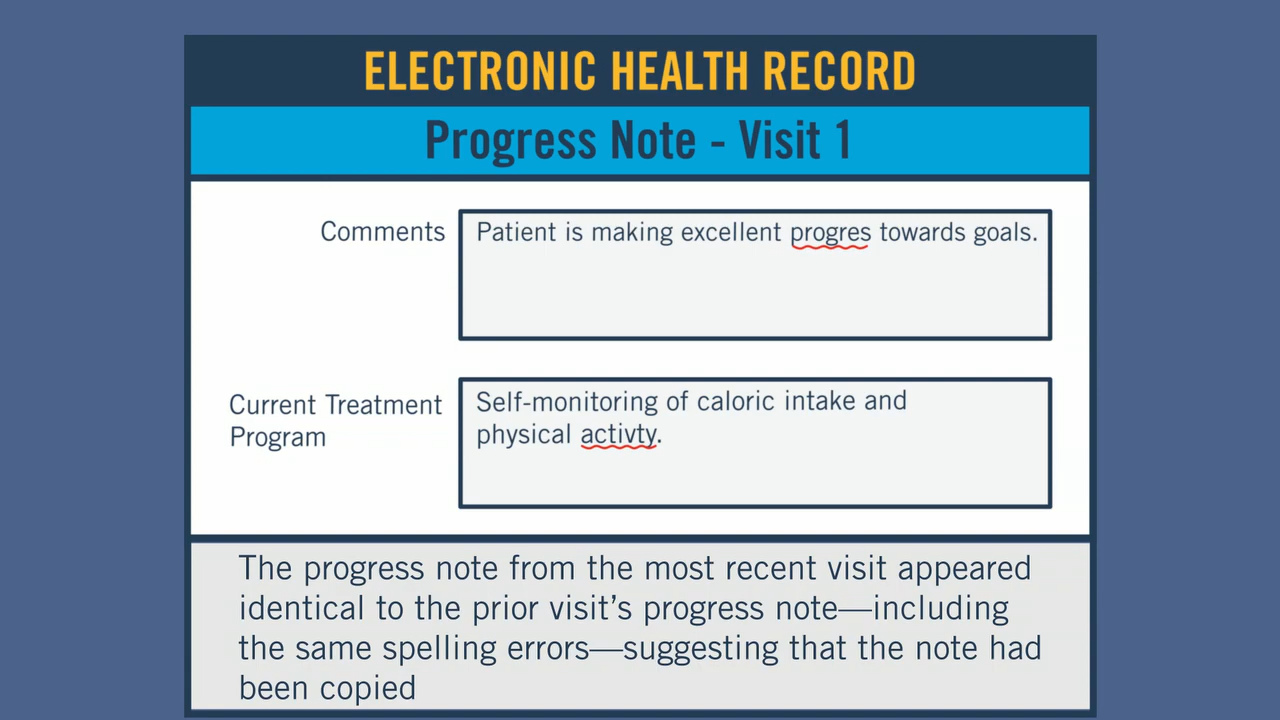 ELECTRONIC HEALTH RECORD
Progress Note - Visit 1
Comments
Patient is making excellent progres towards goals.
Current Treatment
Program
Self-monitoring of caloric intake and
physical activty.
The progress note from the most recent visit appeared
identical to the prior visit’s progress note—including
the same spelling errors—suggesting that the note had
been copied